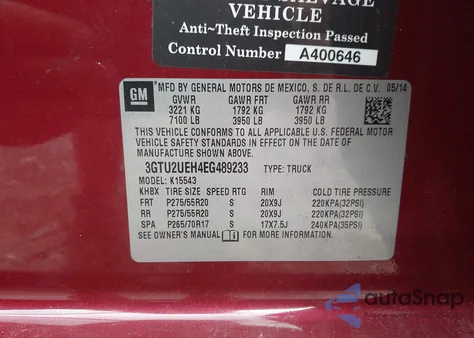 SALVAGE
VEHICLE
Anti~Theft Inspection Passed
Control Number A400646
GM
MFD BY GENERAL MOTORS DE MEXICO, S. DE R.L. DE C.V. 05/14
GVWR GAWR FRT GAWR RR
3221 KG 1792 KG 1792 KG
7100 LB 3950 LB 3950 LB
THIS VEHICLE CONFORMS TO ALL APPLICABLE U.S. FEDERAL MOTOR
VEHICLE SAFETY AND THEFT PREVENTION STANDARDS IN EFFECT ON THE DATE OF
MANUFACTURE SHOWN ABOVE.
3GTU2UEH4EG489233 TYPE: TRUCK
MODEL: K15543
KHBX TIRE SIZE SPEED RTG RIM COLD TIRE PRESSURE
FRT P275/55R20 S 20X9J 220KPA(32PSI)
RR P275/55R20 S 20X9J 220KPA(32PSI)
SPA P265/70R17 S 17X7.5J 240KPA(35PSI)
SEE OWNER'S MANUAL FOR MORE INFORMATION.
autoSnap